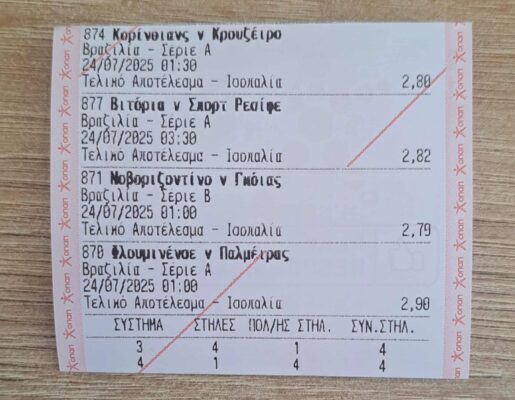 874 Κορίνσιανς ν Κρουζέιρο
Βραζιλία - Σέριε Α
24/07/2025 01:30
Τελικό Αποτέλεσμα - Ισοπαλία 2,80
877 Βιτόρια ν Σπορτ Ρεσίφε
Βραζιλία - Σέριε Α
24/07/2025 03:30
Τελικό Αποτέλεσμα - Ισοπαλία 2,82
871 Νοβοριζοντίνο ν Γκόιας
Βραζιλία - Σέριε Β
24/07/2025 01:00
Τελικό Αποτέλεσμα - Ισοπαλία 2,79
870 Φλουμινένσε ν Παλμέιρας
Βραζιλία - Σέριε Α
24/07/2025 01:00
Τελικό Αποτέλεσμα - Ισοπαλία 2,90
ΣΥΣΤΗΜΑ ΣΤΗΛΕΣ ΠΟΛ/ΗΣ ΣΤΗΛ. ΣΥΝ.ΣΤΗΛ.
3 4 1 4
4 1 4 4